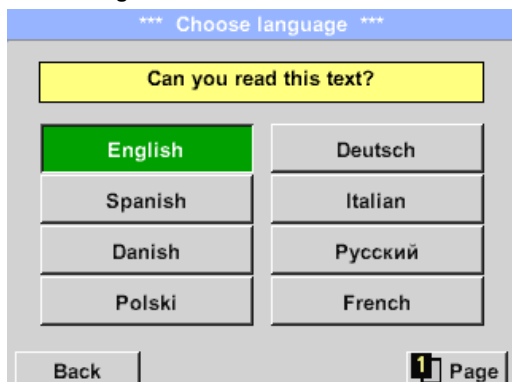 *** Choose language ***
Can you read this text?
English Deutsch
Spanish Italian
Danish Русский
Polski French
Back 1 Page